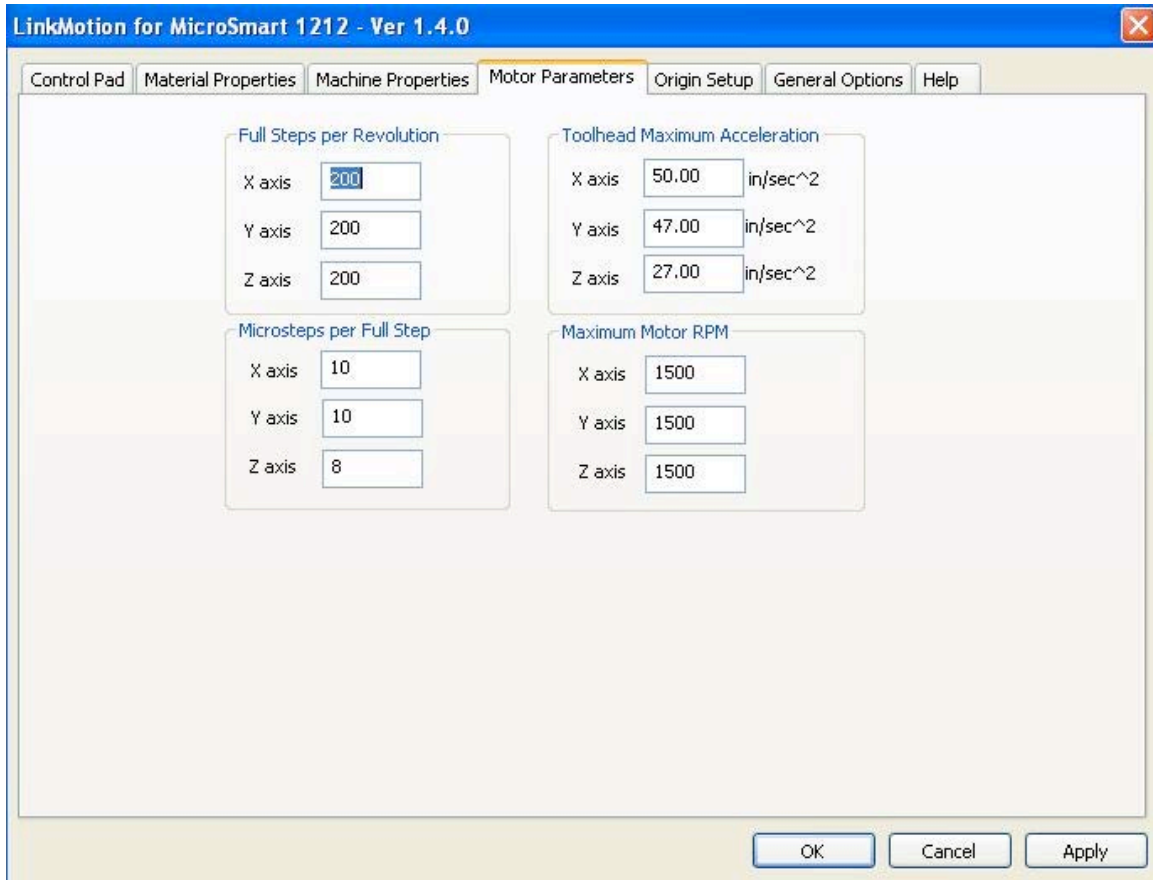 LinkMotion for MicroSmart 1212 - Ver 1.4.0
Control Pad Material Properties Machine Properties Motor Parameters Origin Setup General Options Help
Full Steps per Revolution
X axis 200
Y axis 200
Z axis 200
Toolhead Maximum Acceleration
X axis 50.00 in/sec^2
Y axis 47.00 in/sec^2
Z axis 27.00 in/sec^2
Microsteps per Full Step
X axis 10
Y axis 10
Z axis 8
Maximum Motor RPM
X axis 1500
Y axis 1500
Z axis 1500
OK Cancel Apply